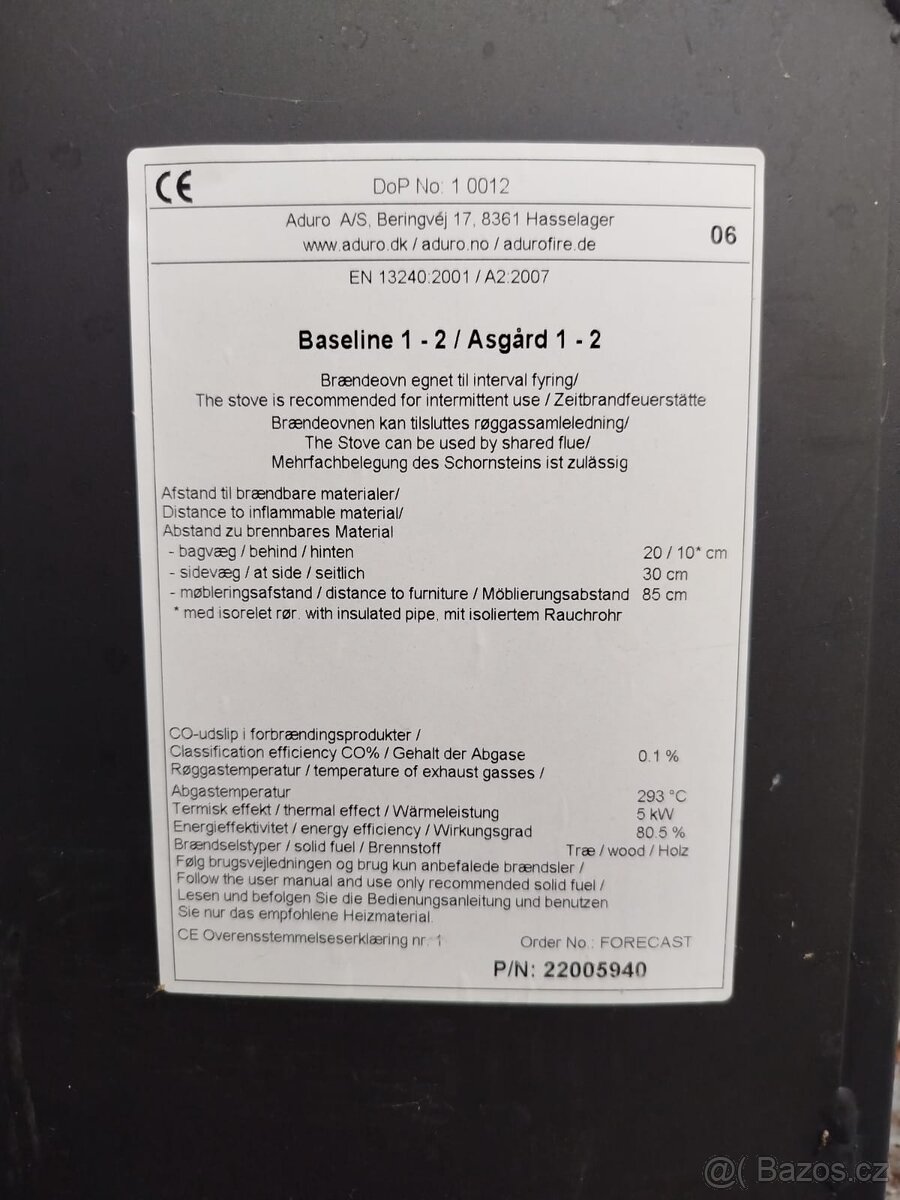 CE
DoP No: 1 0012
Aduro A/S, Beringvéj 17, 8361 Hasselager
www.aduro.dk / aduro.no / adurofire.de
06
EN 13240:2001 / A2:2007
Baseline 1 - 2 / Asgård 1 - 2
Brændeovn egnet til interval fyring/
The stove is recommended for intermittent use / Zeitbrandfeuerstätte
Brændeovnen kan tilsluttes røggassamleledning/
The Stove can be used by shared flue/
Mehrfachbelegung des Schornsteins ist zulässig
Afstand til brændbare materialer/
Distance to inflammable material/
Abstand zu brennbares Material
- bagvæg / behind / hinten 20 / 10* cm
- sidevæg / at side / seitlich 30 cm
- møbleringsafstand / distance to furniture / Möblierungsabstand 85 cm
* med isorelet rør. with insulated pipe, mit isoliertem Rauchrohr
CO-udslip i forbrændingsprodukter /
Classification efficiency CO% / Gehalt der Abgase 0.1 %
Røggastemperatur / temperature of exhaust gasses /
Abgastemperatur 293 °C
Termisk effekt / thermal effect / Wärmeleistung 5 kW
Energieffektivitet / energy efficiency / Wirkungsgrad 80.5 %
Brændselstyper / solid fuel / Brennstoff Træ / wood / Holz
Følg brugsvejledningen og brug kun anbefalede brændsler /
Follow the user manual and use only recommended solid fuel /
Lesen und befolgen Sie die Bedienungsanleitung und benutzen
Sie nur das empfohlene Heizmaterial.
CE Overensstemmelseserklæring nr. 1 Order No.: FORECAST
P/N: 22005940
@( Bazos.cz